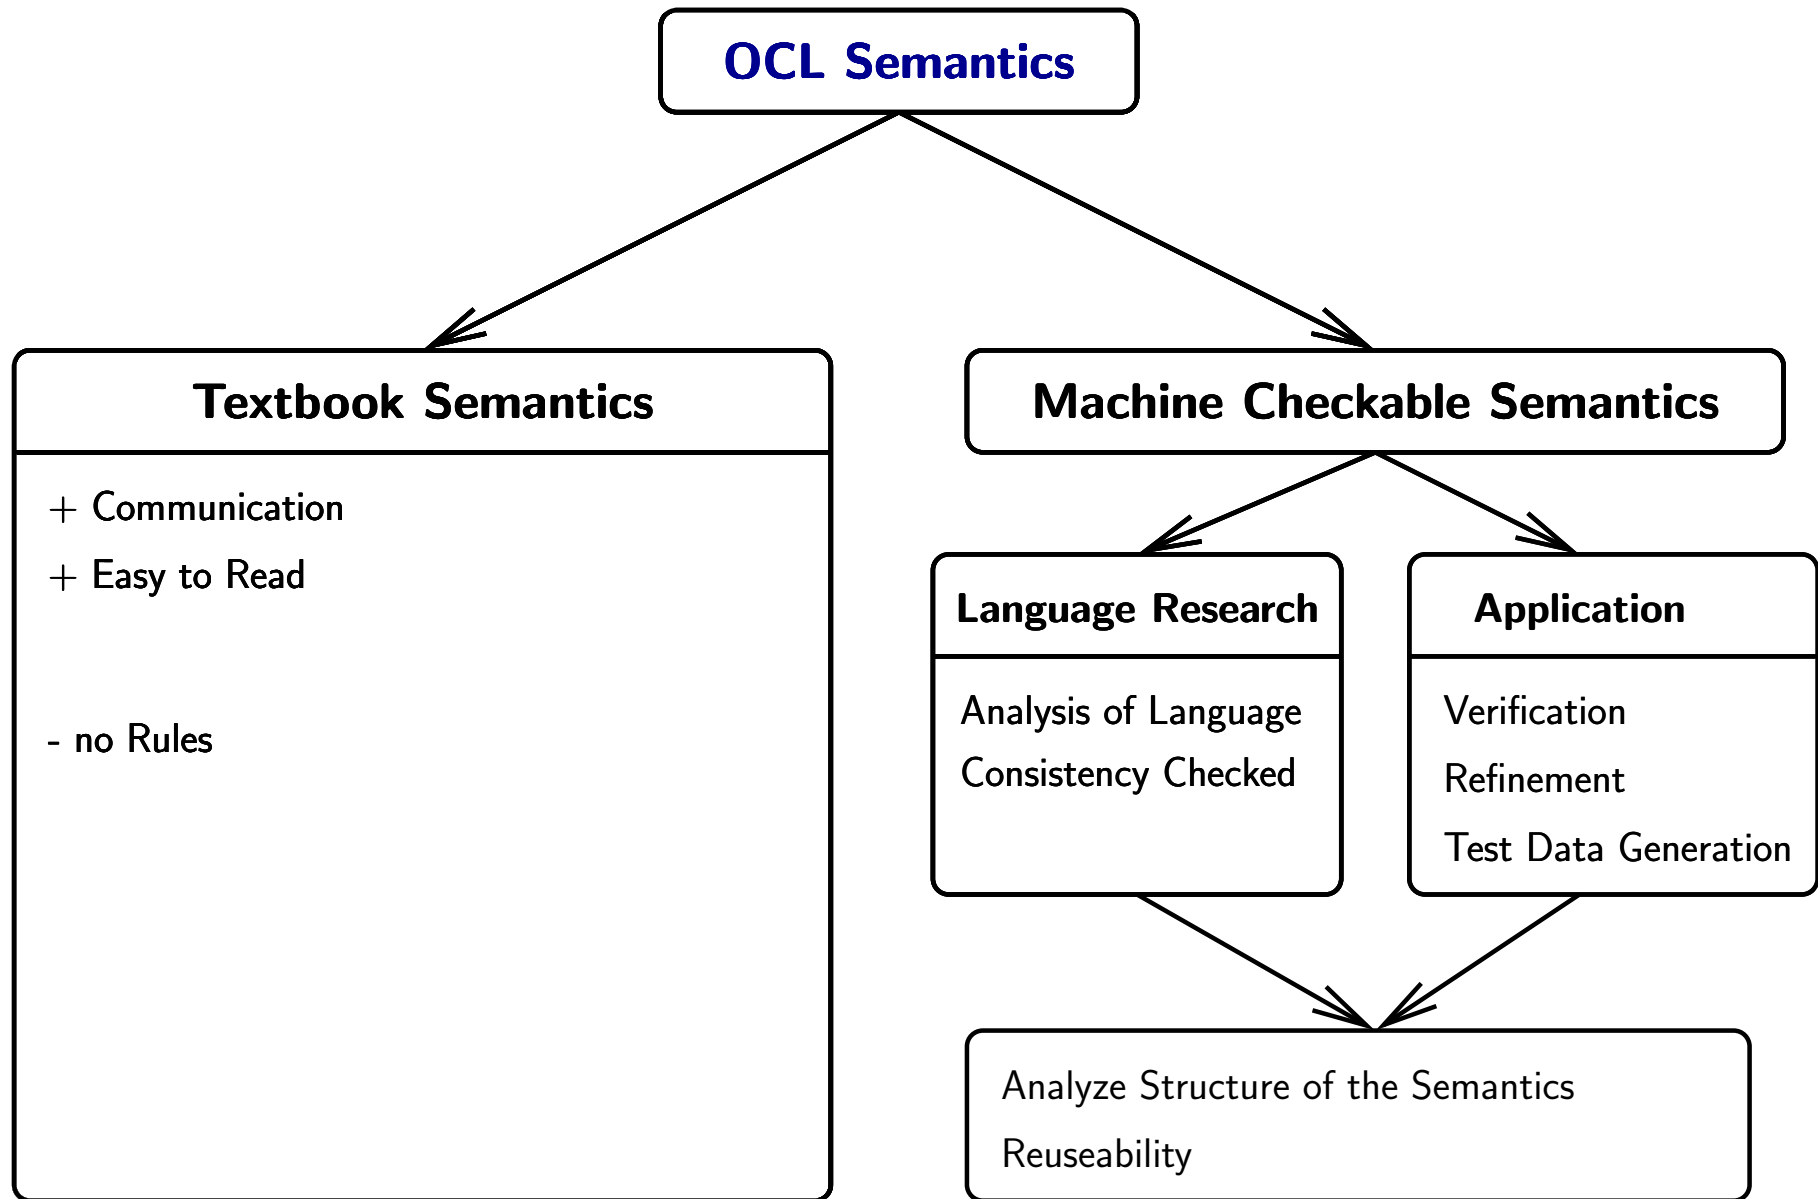 OCL Semantics
Textbook Semantics
+ Communication
+ Easy to Read
- no Rules
Machine Checkable Semantics
Language Research
Analysis of Language
Consistency Checked
Application
Verification
Refinement
Test Data Generation
Analyze Structure of the Semantics
Reuseability